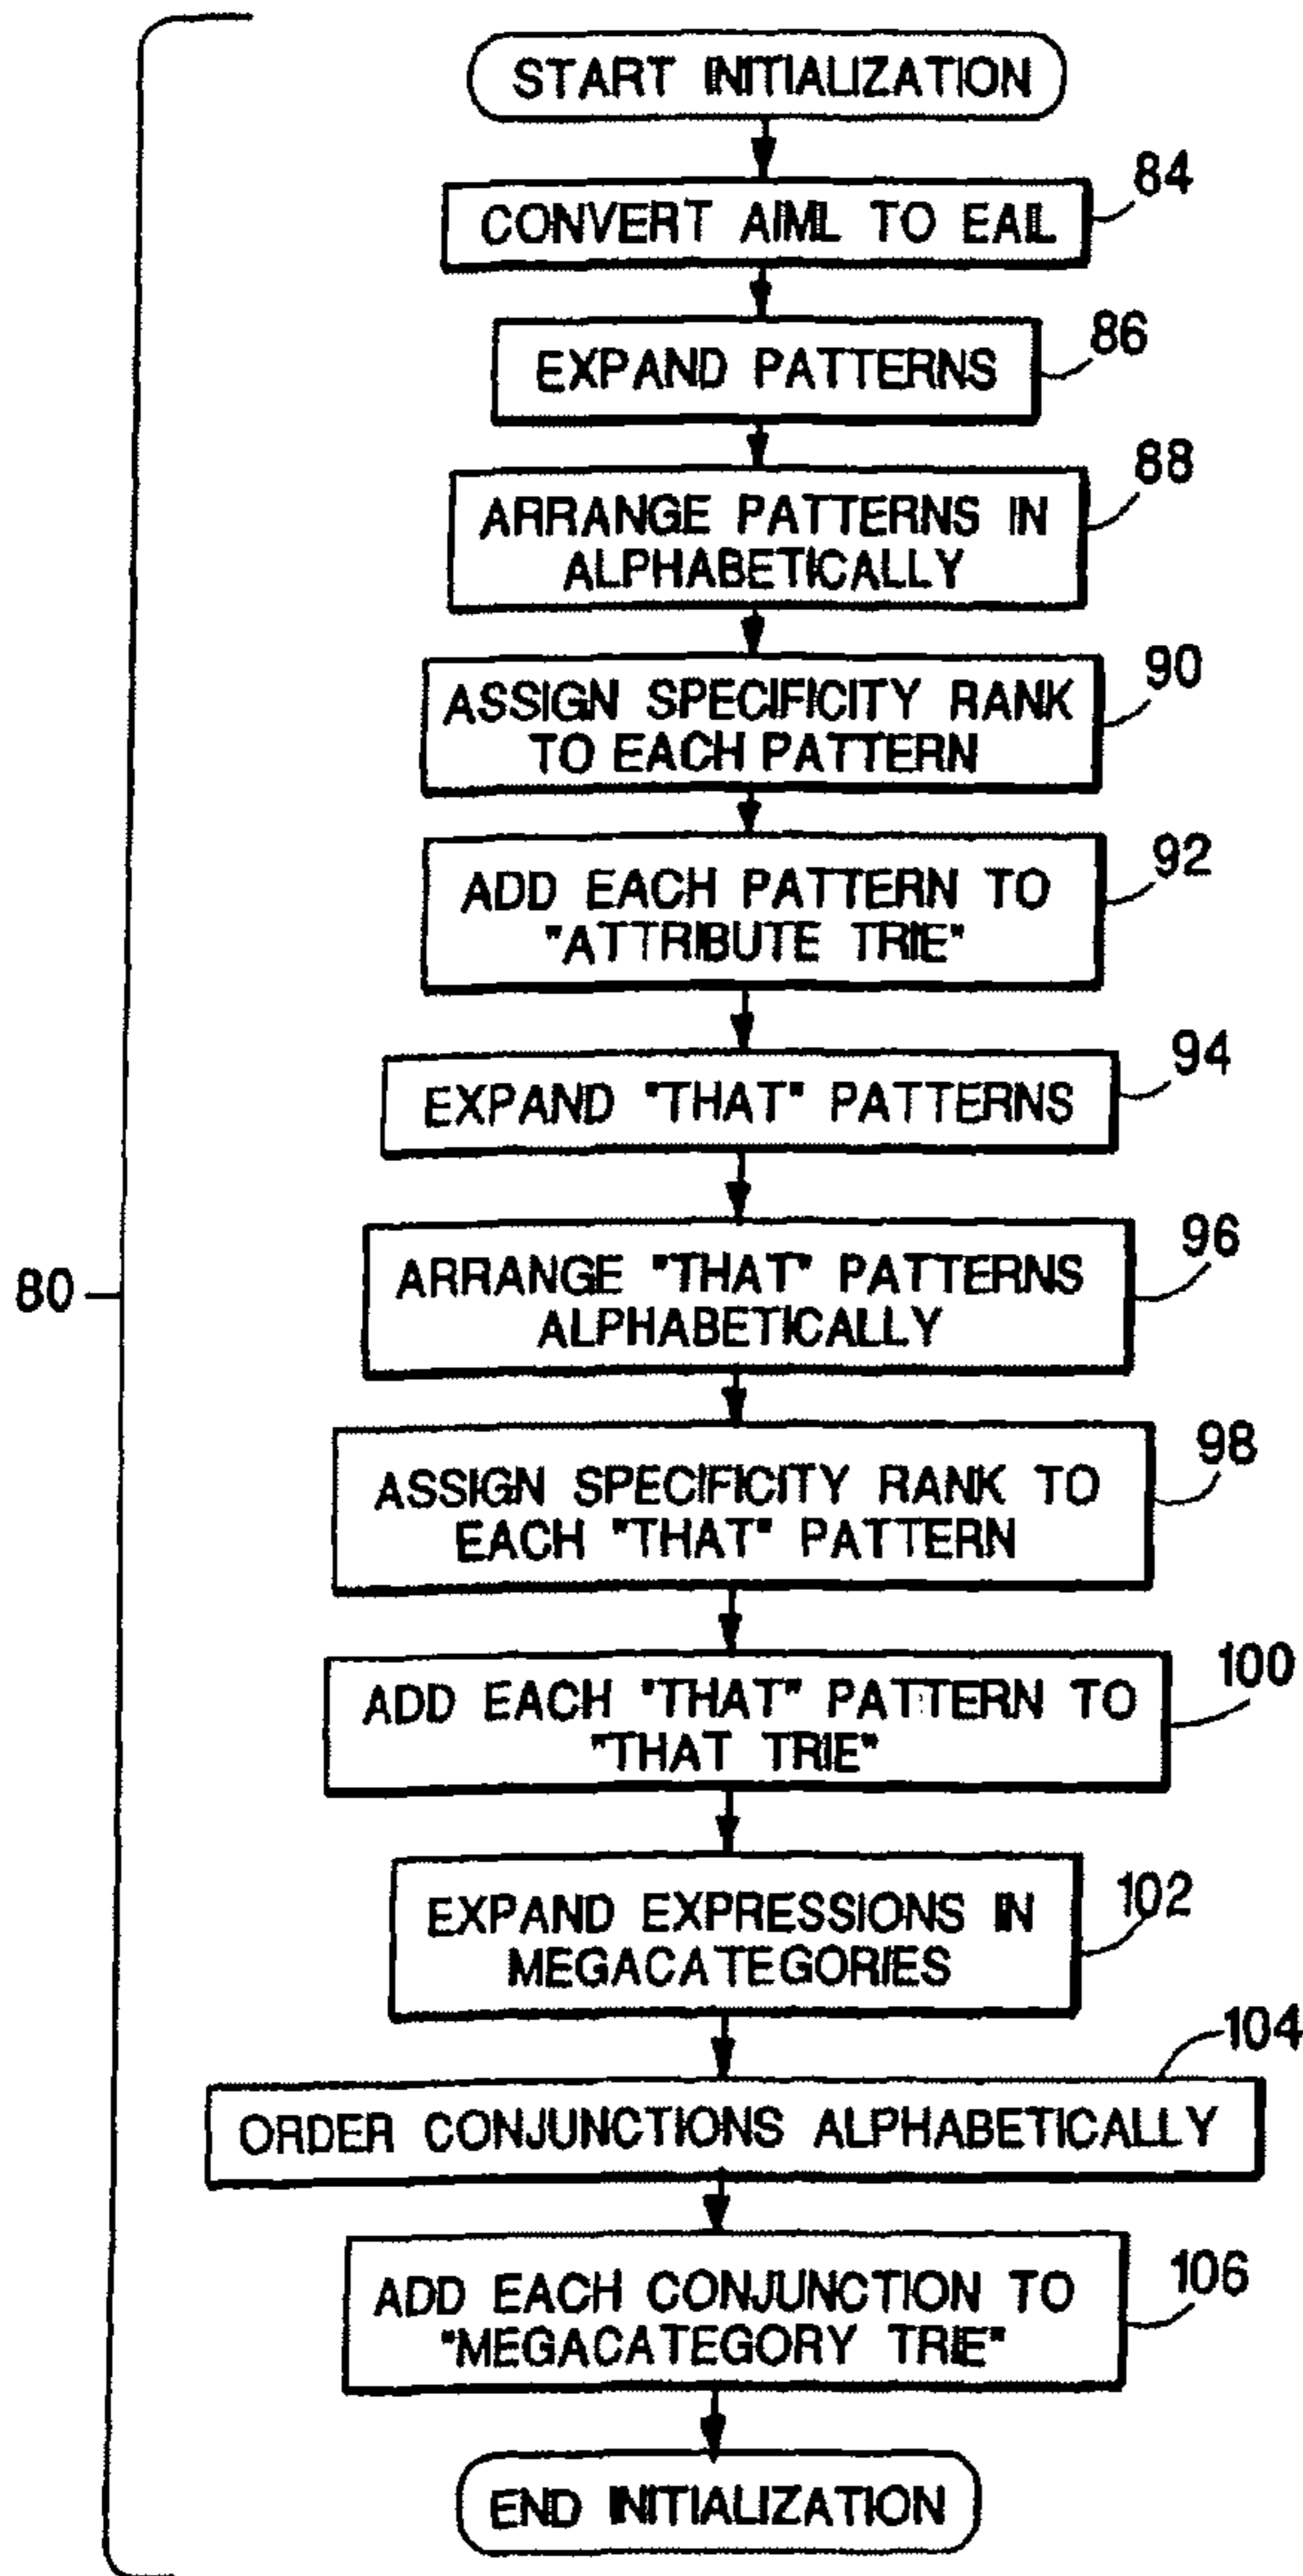 START INITIALIZATION
84
CONVERT AIML TO EAIL
86
EXPAND PATTERNS
88
ARRANGE PATTERNS IN
ALPHABETICALLY
90
ASSIGN SPECIFICITY RANK
TO EACH PATTERN
92
ADD EACH PATTERN TO
"ATTRIBUTE TRIE"
94
EXPAND "THAT" PATTERNS
96
ARRANGE "THAT" PATTERNS
ALPHABETICALLY
80
98
ASSIGN SPECIFICITY RANK TO
EACH "THAT" PATTERN
100
ADD EACH "THAT" PATTERN TO
"THAT TRIE"
102
EXPAND EXPRESSIONS IN
MEGACATEGORIES
104
ORDER CONJUNCTIONS ALPHABETICALLY
106
ADD EACH CONJUNCTION TO
"MEGACATEGORY TRIE"
END INITIALIZATION